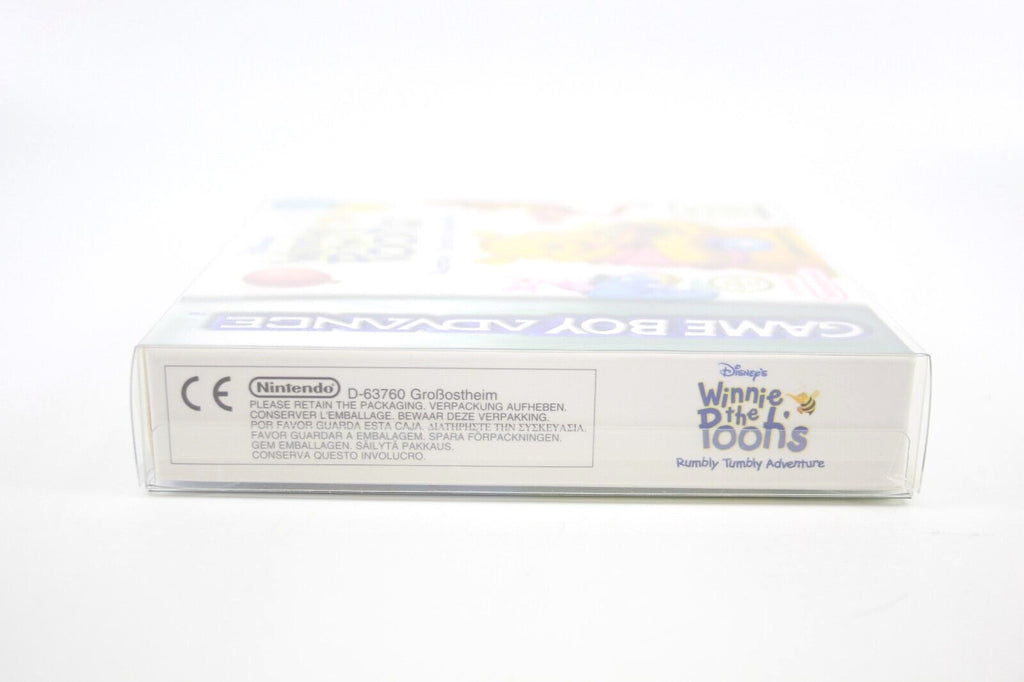 GAME BOY ADVANCE
CE
Nintendo D-63760 Großostheim
PLEASE RETAIN THE PACKAGING. VERPACKUNG AUFHEBEN.
CONSERVER L'EMBALLAGE. BEWAAR DEZE VERPAKKING.
POR FAVOR GUARDA ESTA CAJA. ΔΙΑΤΗΡΗΣΤΕ ΤΗΝ ΣΥΣΚΕΥΑΣΙΑ.
FAVOR GUARDAR A EMBALAGEM. SPARA FÖRPACKNINGEN.
GEM EMBALLAGEN. SÄILYTÄ PAKKAUS.
CONSERVA QUESTO INVOLUCRO.
Disney's
Winnie
the
Rumbly Tumbly Adventure